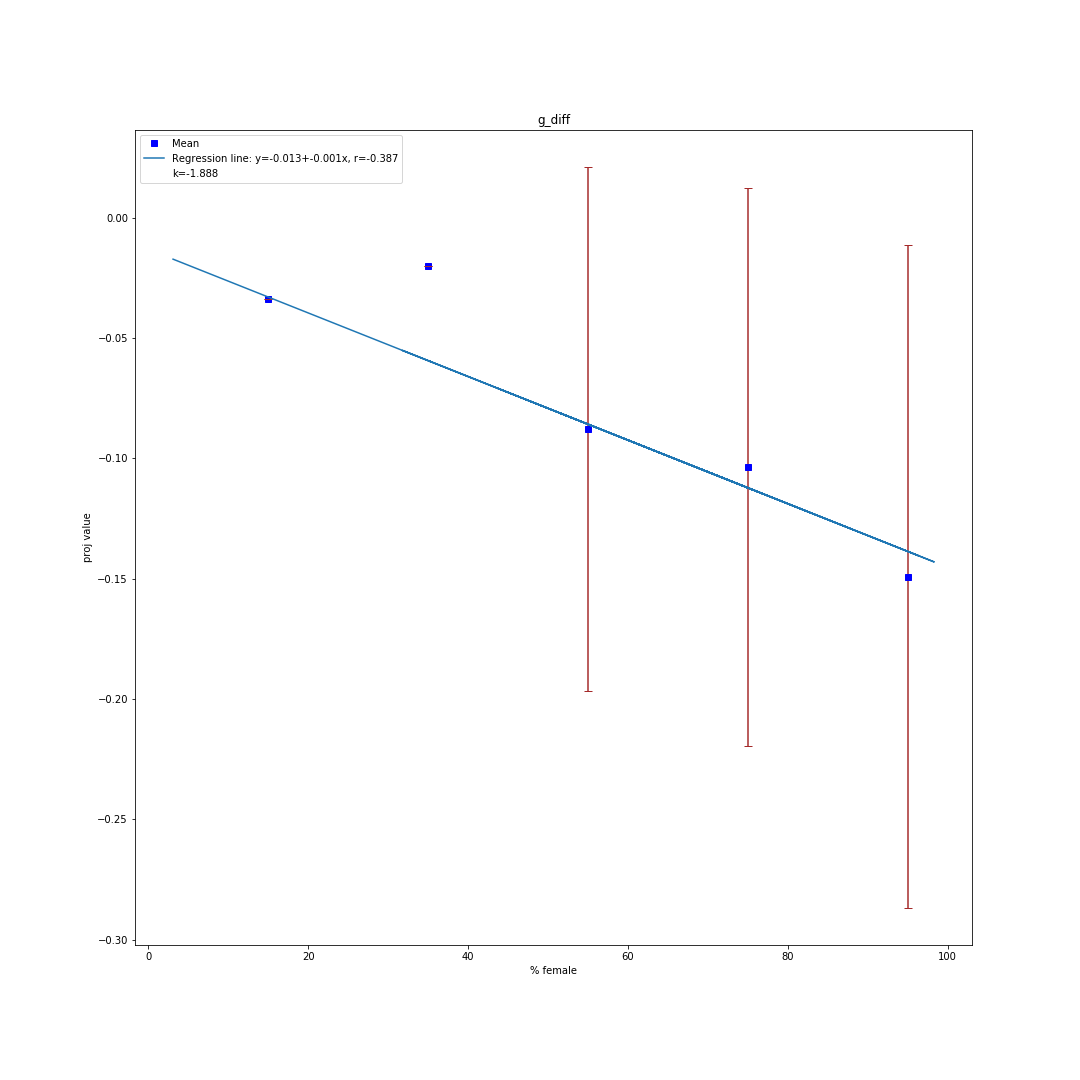 g_diff
Mean
Regression line: y=-0.013+-0.001x, r=-0.387
k=-1.888
0.00
−0.05
−0.10
−0.15
−0.20
−0.25
−0.30
proj value
0
20
40
60
80
100
% female